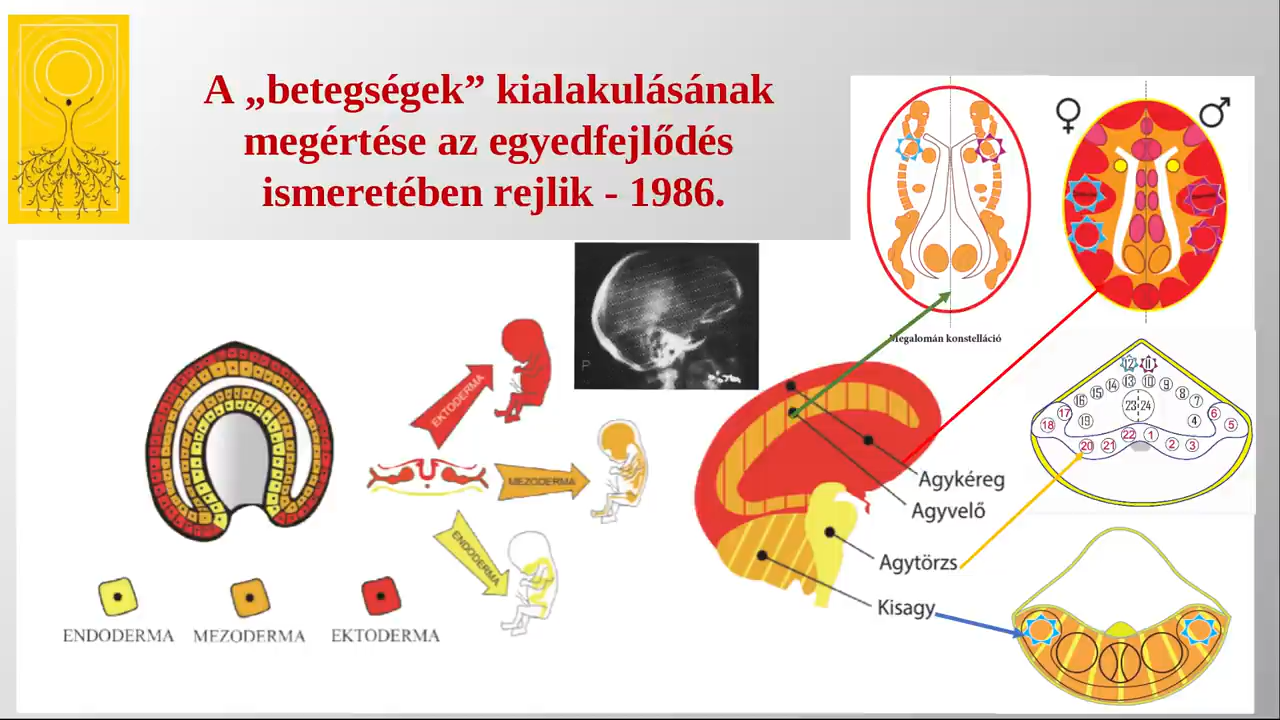 A „betegségek” kialakulásának
megértése az egyedfejlődés
ismeretében rejlik - 1986.
Megalomán konstelláció
P
EKTODERMA
MEZODERMA
ENDODERMA
ENDODERMA MEZODERMA EKTODERMA
Agykéreg
Agyvelő
Agytörzs
Kisagy
12 11
16 15 14 13 10 9 8 7
18 17 19 23 24 4 6 5
20 21 22 1 2 3